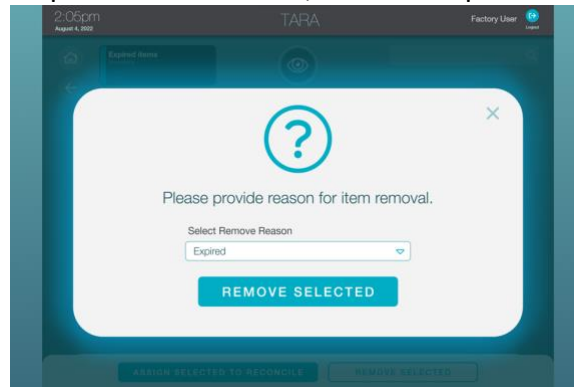 2:05pm
August 4, 2022
TARA
Factory User
Logout
Expired Items
?
Please provide reason for item removal.
Select Remove Reason
Expired
REMOVE SELECTED
ASSIGN SELECTED TO RECONCILE
REMOVE SELECTED